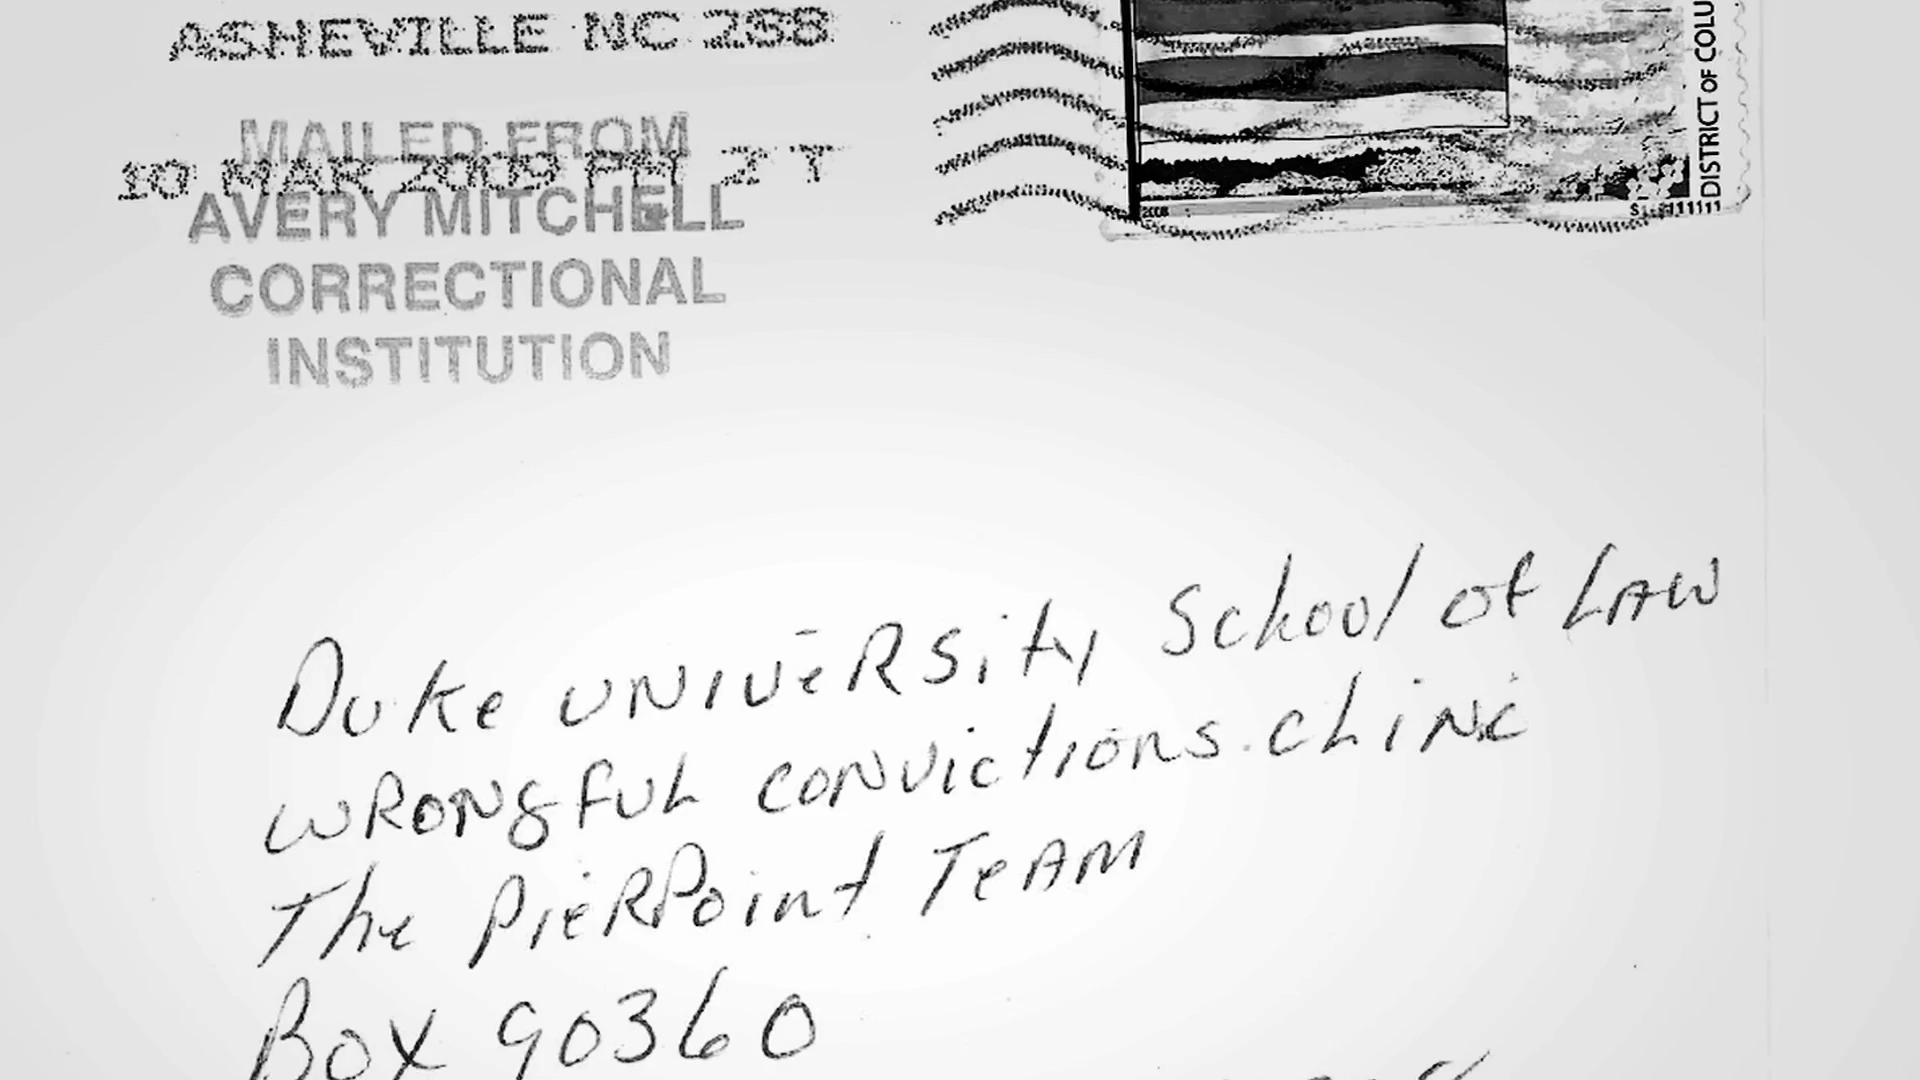 ASHEVILLE NC 288
MAILED FROM
10 MAR PM 2 T
AVERY MITCHELL
CORRECTIONAL
INSTITUTION
DISTRICT OF COLU
2008
Duke UNIVeRSity School of LAW
WRONgFUL CONVictions cLiNic
The PieRPoint TeAM
Box 90360